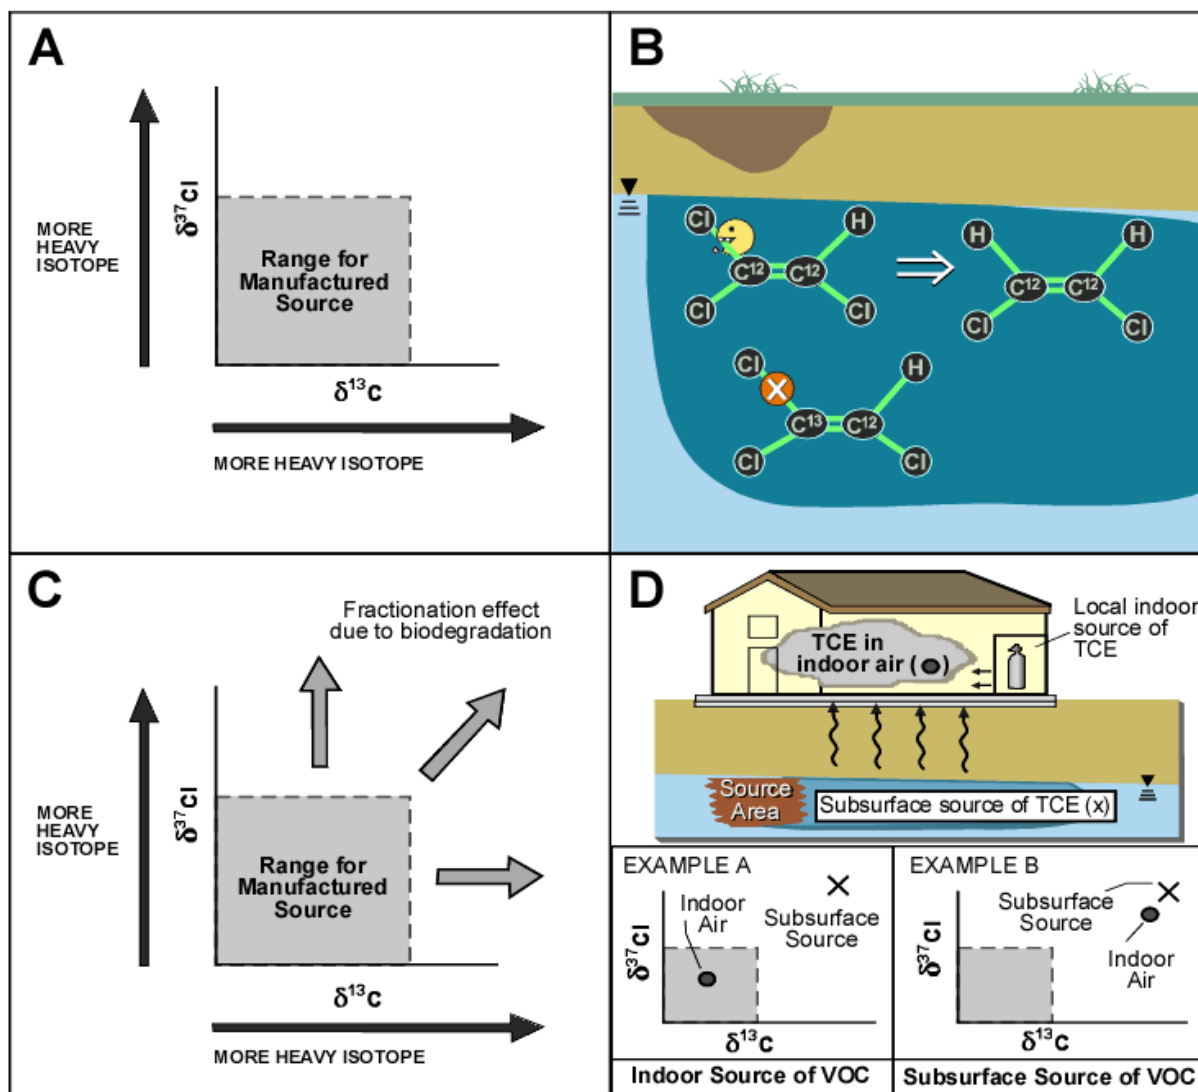 A
δ³⁷Cl
MORE
HEAVY
ISOTOPE
Range for
Manufactured
Source
δ¹³C
MORE HEAVY ISOTOPE
B
Cl
H
C¹²
C¹²
Cl
Cl
H
H
C¹²
C¹²
Cl
Cl
Cl
X
H
C¹³
C¹²
Cl
Cl
C
Fractionation effect
due to biodegradation
δ³⁷Cl
MORE
HEAVY
ISOTOPE
Range for
Manufactured
Source
δ¹³C
MORE HEAVY ISOTOPE
D
Local indoor
source of
TCE
TCE in
indoor air ( )
Source
Area
Subsurface source of TCE (x)
EXAMPLE A
Indoor
Air
Subsurface
Source
δ³⁷Cl
δ¹³C
Indoor Source of VOC
EXAMPLE B
Subsurface
Source
Indoor
Air
δ³⁷Cl
δ¹³C
Subsurface Source of VOC